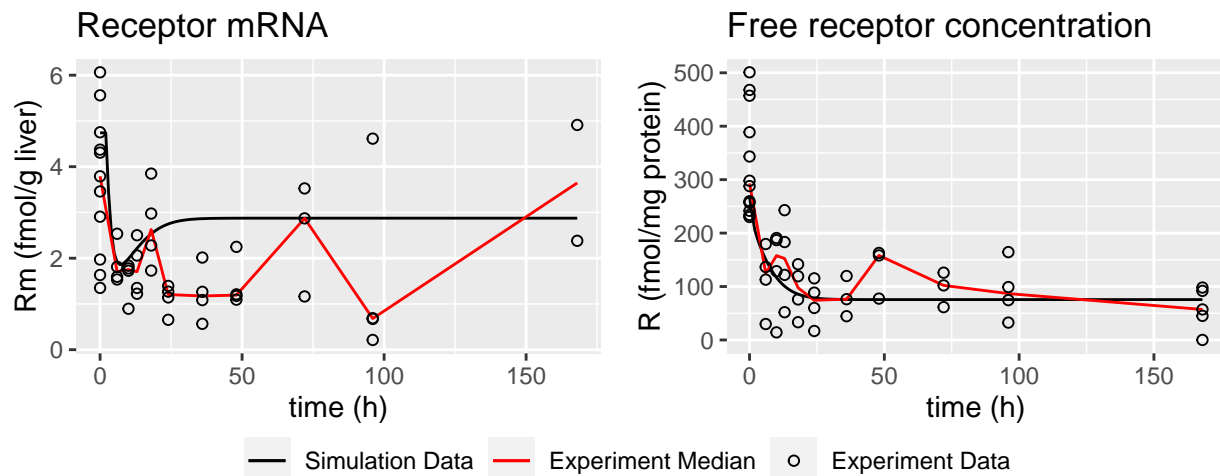 Receptor mRNA
Rm (fmol/g liver)
6
4
2
0
0 50 100 150
time (h)
Free receptor concentration
R (fmol/mg protein)
500
400
300
200
100
0
0 50 100 150
time (h)
Simulation Data Experiment Median Experiment Data